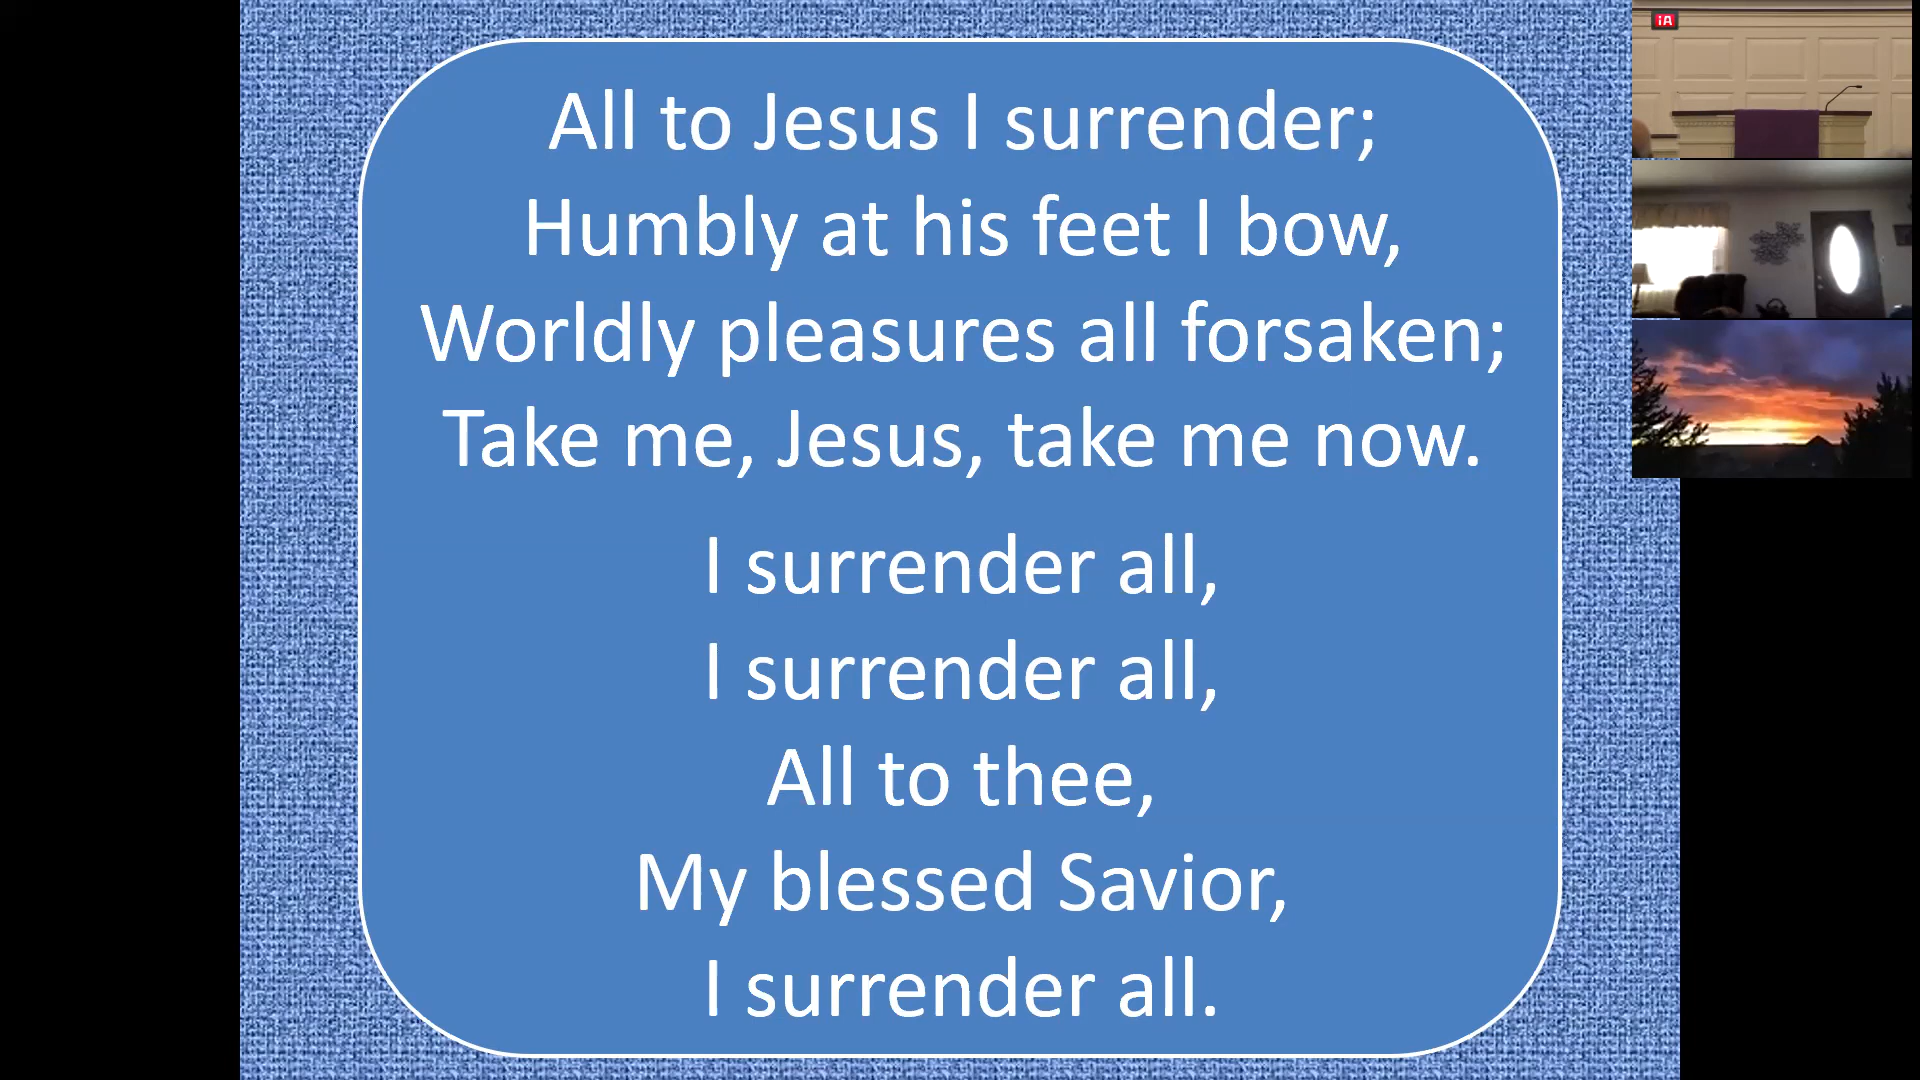 All to Jesus I surrender;
Humbly at his feet I bow,
Worldly pleasures all forsaken;
Take me, Jesus, take me now.
I surrender all,
I surrender all,
All to thee,
My blessed Savior,
I surrender all.
iA